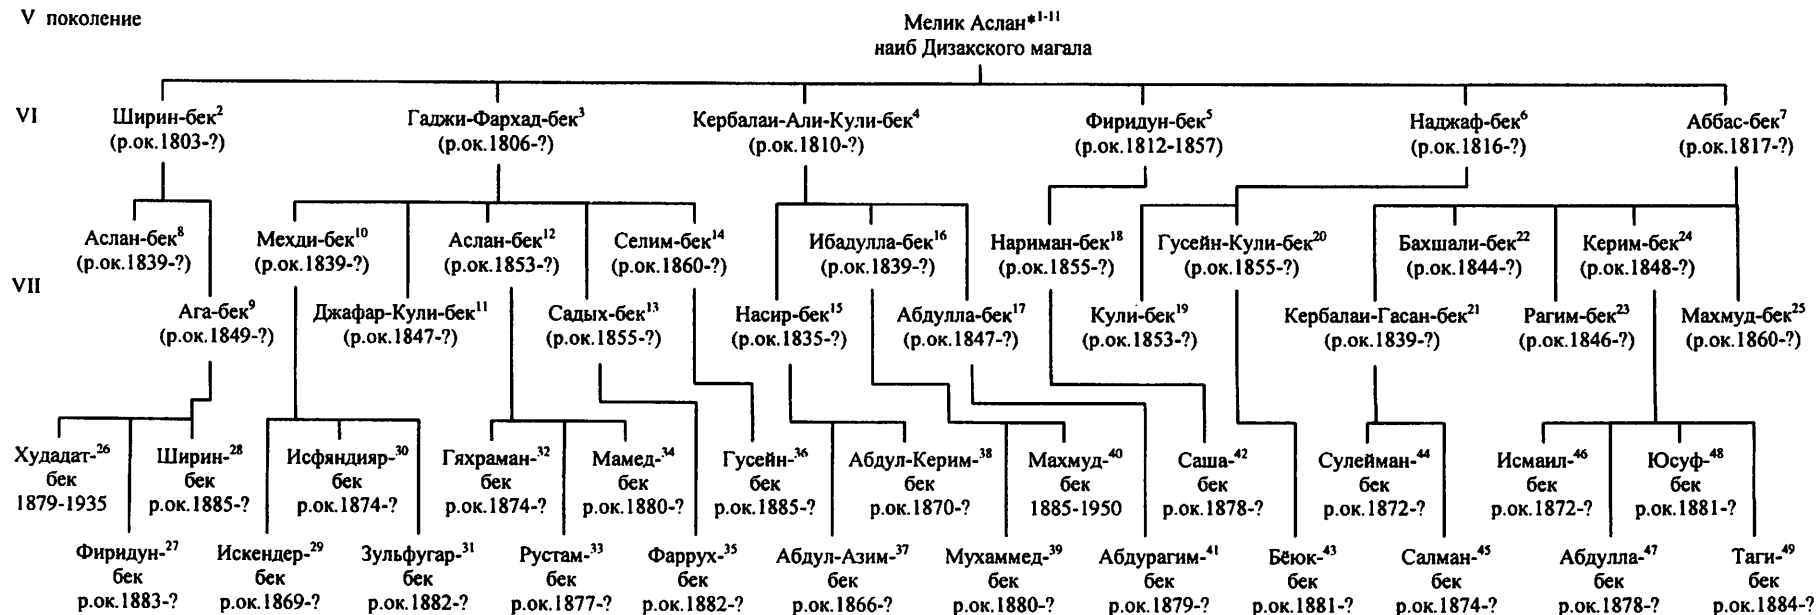 V поколение
Мелик Аслан*1-11
наиб Дизакского магала
VI
Ширин-бек2
(р.ок.1803-?)
Гаджи-Фархад-бек3
(р.ок.1806-?)
Кербалаи-Али-Кули-бек4
(р.ок.1810-?)
Фиридун-бек5
(р.ок.1812-1857)
Наджаф-бек6
(р.ок.1816-?)
Аббас-бек7
(р.ок.1817-?)
VII
Аслан-бек8
(р.ок.1839-?)
Мехди-бек10
(р.ок.1839-?)
Аслан-бек12
(р.ок.1853-?)
Селим-бек14
(р.ок.1860-?)
Ибадулла-бек16
(р.ок.1839-?)
Нариман-бек18
(р.ок.1855-?)
Гусейн-Кули-бек20
(р.ок.1855-?)
Бахшали-бек22
(р.ок.1844-?)
Керим-бек24
(р.ок.1848-?)
Ага-бек9
(р.ок.1849-?)
Джафар-Кули-бек11
(р.ок.1847-?)
Садых-бек13
(р.ок.1855-?)
Насир-бек15
(р.ок.1835-?)
Абдулла-бек17
(р.ок.1847-?)
Кули-бек19
(р.ок.1853-?)
Кербалаи-Гасан-бек21
(р.ок.1839-?)
Рагим-бек23
(р.ок.1846-?)
Махмуд-бек25
(р.ок.1860-?)
Худадат-26
бек
1879-1935
Ширин-28
бек
р.ок.1885-?
Исфяндияр-30
бек
р.ок.1874-?
Гяхраман-32
бек
р.ок.1874-?
Мамед-34
бек
р.ок.1880-?
Гусейн-36
бек
р.ок.1885-?
Абдул-Керим-38
бек
р.ок.1870-?
Махмуд-40
бек
1885-1950
Саша-42
бек
р.ок.1878-?
Сулейман-44
бек
р.ок.1872-?
Исмаил-46
бек
р.ок.1872-?
Юсуф-48
бек
р.ок.1881-?
Фиридун-27
бек
р.ок.1883-?
Искендер-29
бек
р.ок.1869-?
Зульфугар-31
бек
р.ок.1882-?
Рустам-33
бек
р.ок.1877-?
Фаррух-35
бек
р.ок.1882-?
Абдул-Азим-37
бек
р.ок.1866-?
Мухаммед-39
бек
р.ок.1880-?
Абдурагим-41
бек
р.ок.1879-?
Бёюк-43
бек
р.ок.1881-?
Салман-45
бек
р.ок.1874-?
Абдулла-47
бек
р.ок.1878-?
Таги-49
бек
р.ок.1884-?